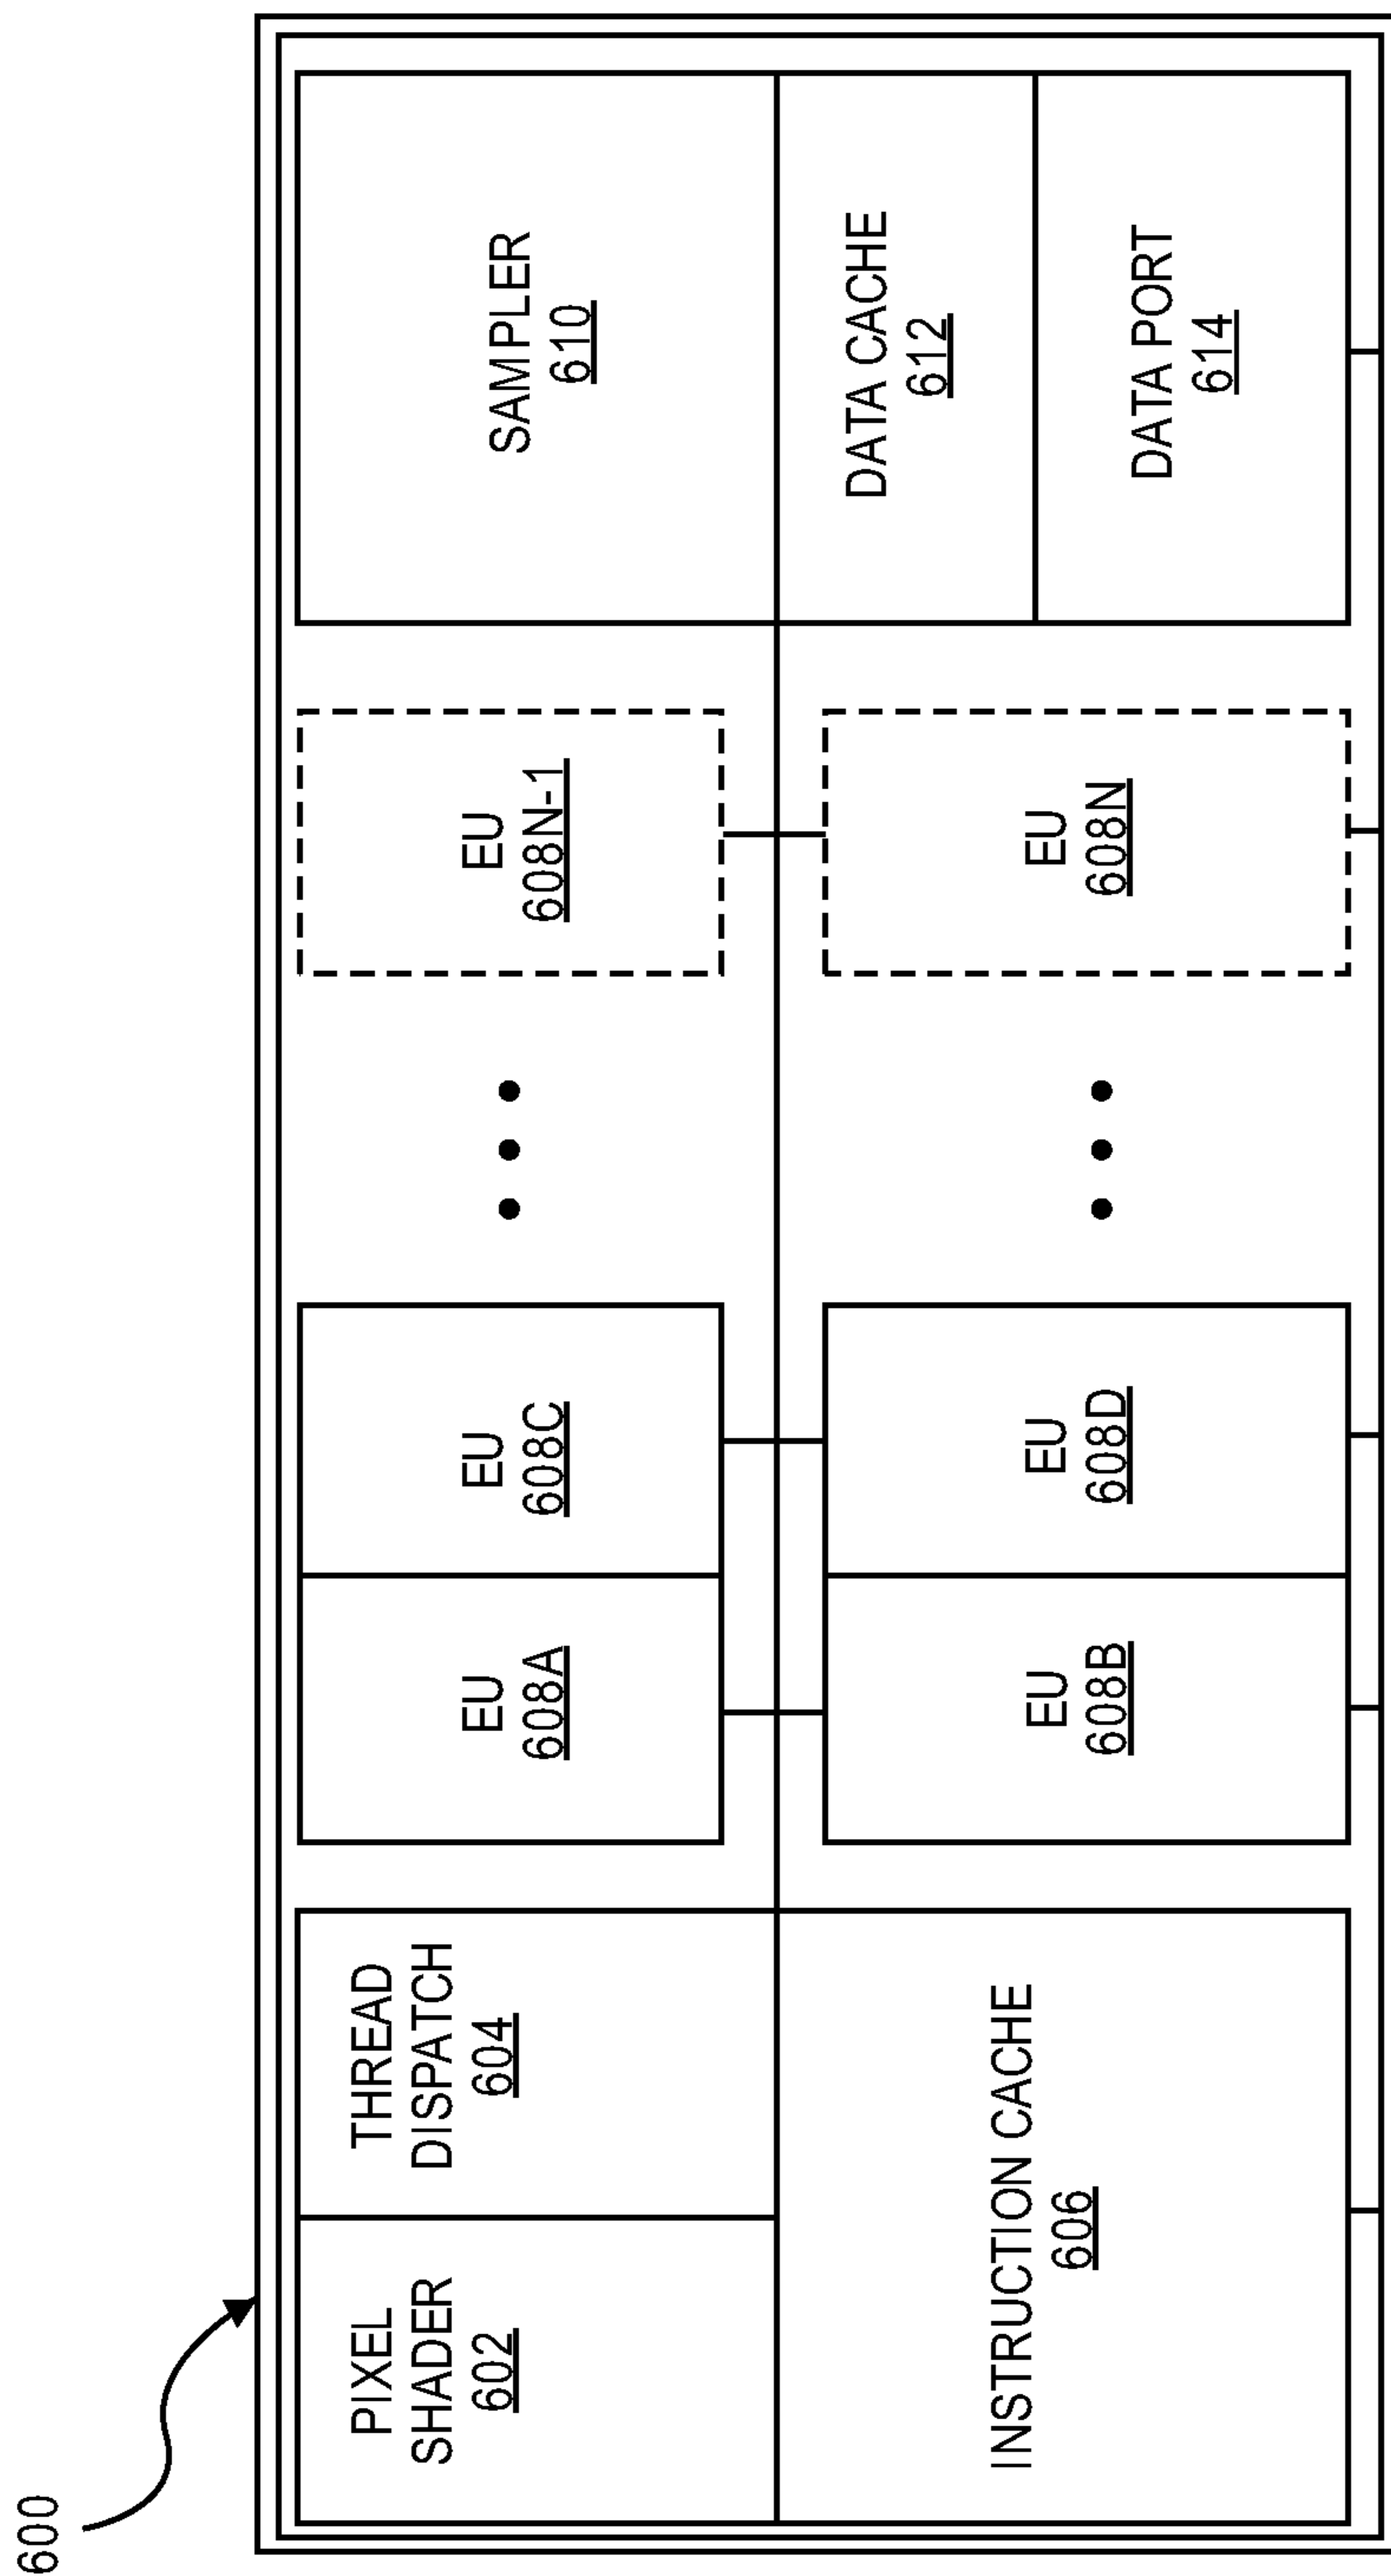 600
PIXEL
SHADER
602
THREAD
DISPATCH
604
INSTRUCTION CACHE
606
EU
608A
EU
608C
EU
608B
EU
608D
EU
608N-1
EU
608N
SAMPLER
610
DATA CACHE
612
DATA PORT
614